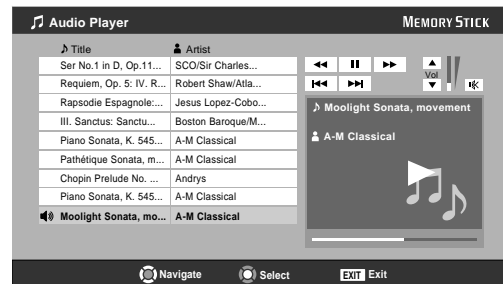 Audio Player
MEMORY STICK
Title Artist
Ser No.1 in D, Op.11... SCO/Sir Charles...
Requiem, Op. 5: IV. R... Robert Shaw/Atla...
Rapsodie Espagnole:... Jesus Lopez-Cobo...
III. Sanctus: Sanctu... Boston Baroque/M...
Piano Sonata, K. 545... A-M Classical
Pathétique Sonata, m... A-M Classical
Chopin Prelude No. ... Andrys
Piano Sonata, K. 545... A-M Classical
Moolight Sonata, mo... A-M Classical
Vol
Moolight Sonata, movement
A-M Classical
Navigate Select EXIT Exit